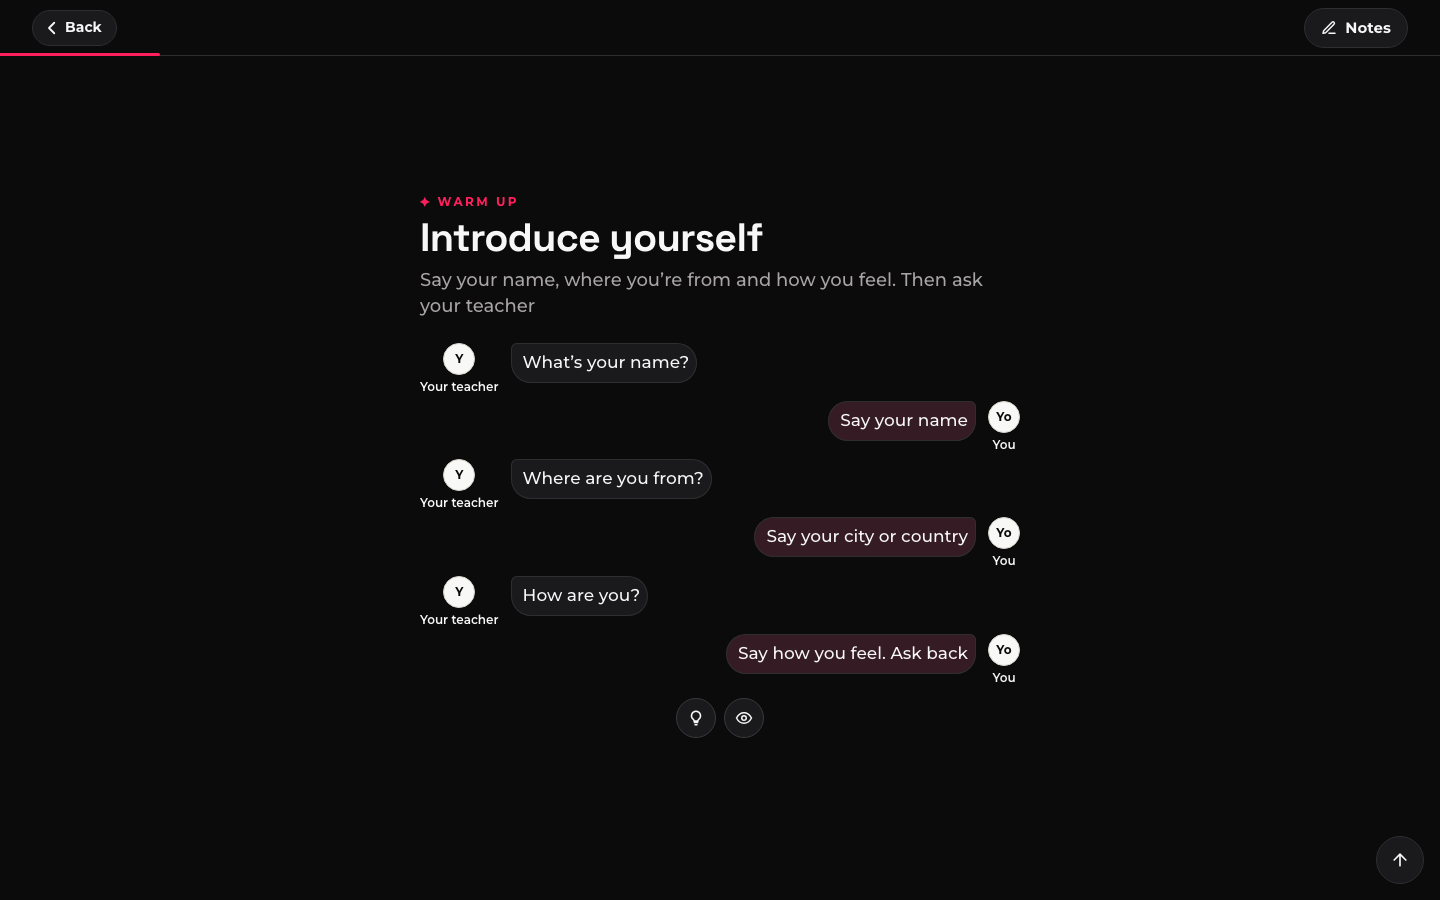 Back
Notes
WARM UP
Introduce yourself
Say your name, where you’re from and how you feel. Then ask
your teacher
Y
What’s your name?
Your teacher
Say your name
Yo
You
Y
Where are you from?
Your teacher
Say your city or country
Yo
You
Y
How are you?
Your teacher
Say how you feel. Ask back
Yo
You